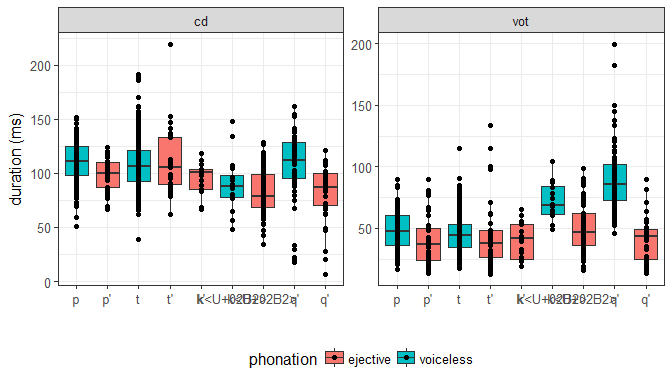 cd vot
duration (ms)
200
150
100
50
0
200
150
100
50
p p' t t' q' q'
p p' t t' q' q'
phonation ejective voiceless